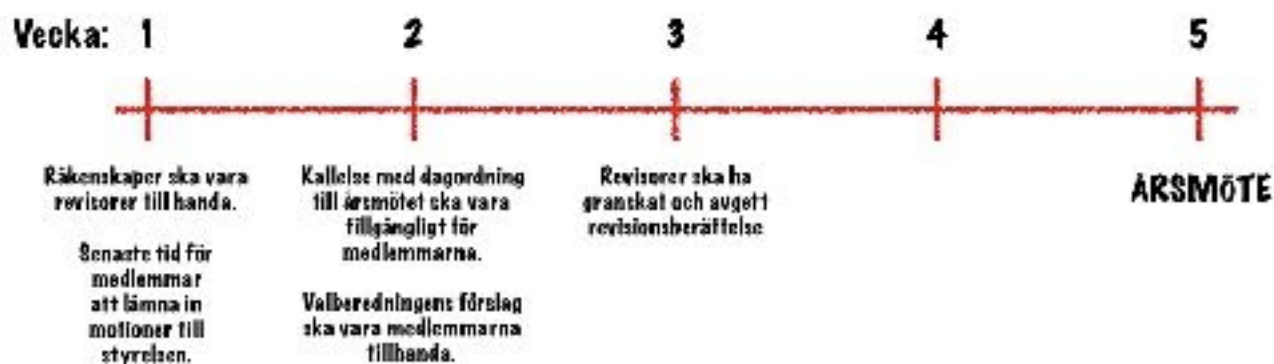 Vecka: 1 2 3 4 5
Räkenskaper ska vara
revisorer till handa.
Senaste tid för
medlemmar
att lämna in
motioner till
styrelsen.
Kallelse med dagordning
till årsmötet ska vara
tillgängligt för
medlemmarna.
Valberedningens förslag
ska vara medlemmarna
tillhanda.
Revisorer ska ha
granskat och avgett
revisionsberättelse
ÅRSMÖTE